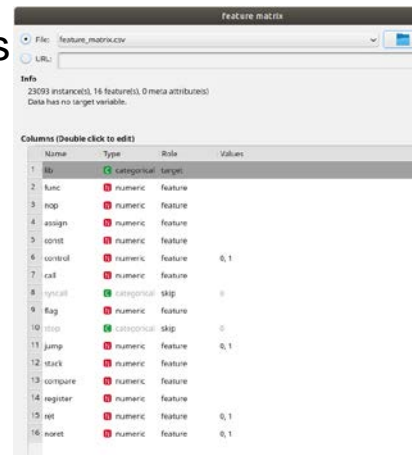 s
feature matrix
File: feature_matrix.csv
URL:
Info
23093 instance(s), 16 feature(s), 0 meta attribute(s)
Data has no target variable.
Columns (Double click to edit)
Name Type Role Values
1 lib C categorical target
2 func N numeric feature
3 nop N numeric feature
4 assign N numeric feature
5 const N numeric feature
6 control N numeric feature 0, 1
7 call N numeric feature
8 syscall C categorical skip 0
9 flag N numeric feature
10 stop C categorical skip 0
11 jump N numeric feature 0, 1
12 stack N numeric feature
13 compare N numeric feature
14 register N numeric feature
15 ret N numeric feature 0, 1
16 noret N numeric feature 0, 1